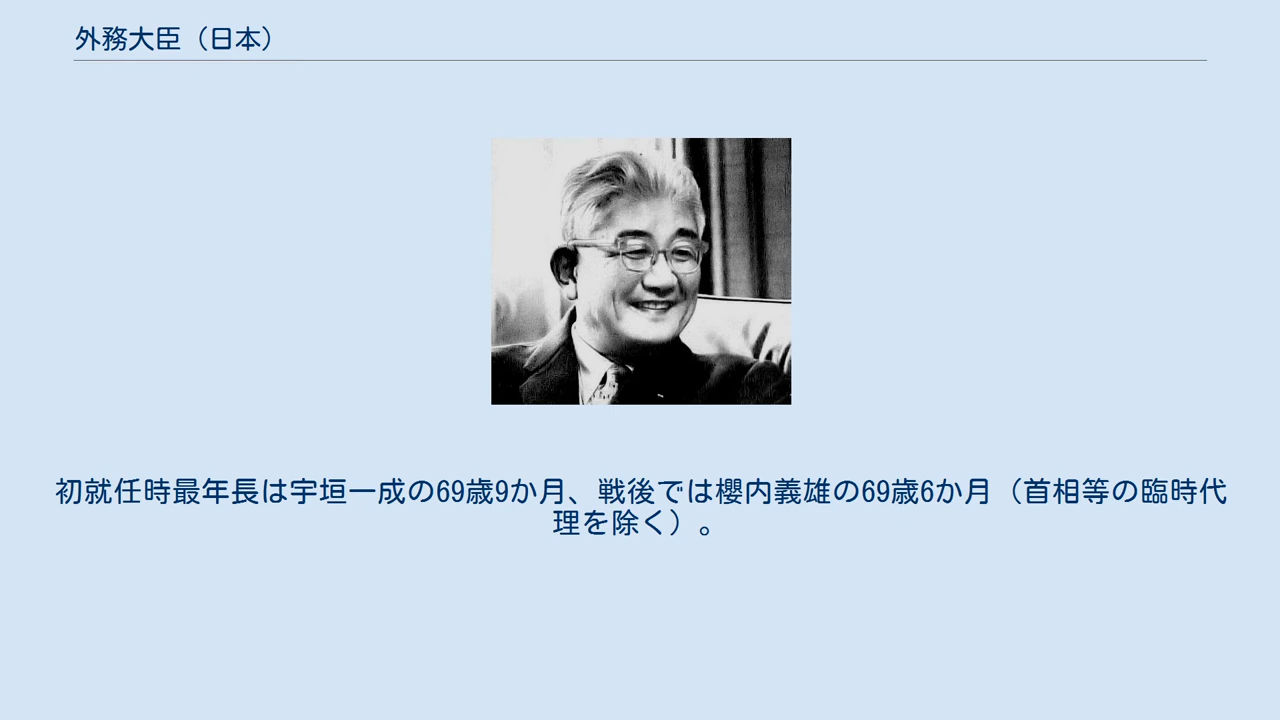 外務大臣（日本）
初就任時最年長は宇垣一成の69歳9か月、戦後では櫻内義雄の69歳6か月（首相等の臨時代
理を除く）。